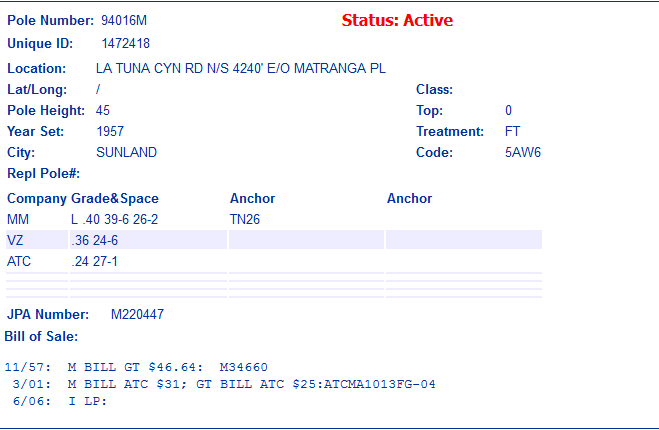 Pole Number: 94016M Status: Active
Unique ID: 1472418
Location: LA TUNA CYN RD N/S 4240' E/O MATRANGA PL
Lat/Long: / Class:
Pole Height: 45 Top: 0
Year Set: 1957 Treatment: FT
City: SUNLAND Code: 5AW6
Repl Pole#:
Company Grade&Space Anchor Anchor
MM L .40 39-6 26-2 TN26
VZ .36 24-6
ATC .24 27-1
JPA Number: M220447
Bill of Sale:
11/57: M BILL GT $46.64: M34660
3/01: M BILL ATC $31; GT BILL ATC $25:ATCMA1013FG-04
6/06: I LP: